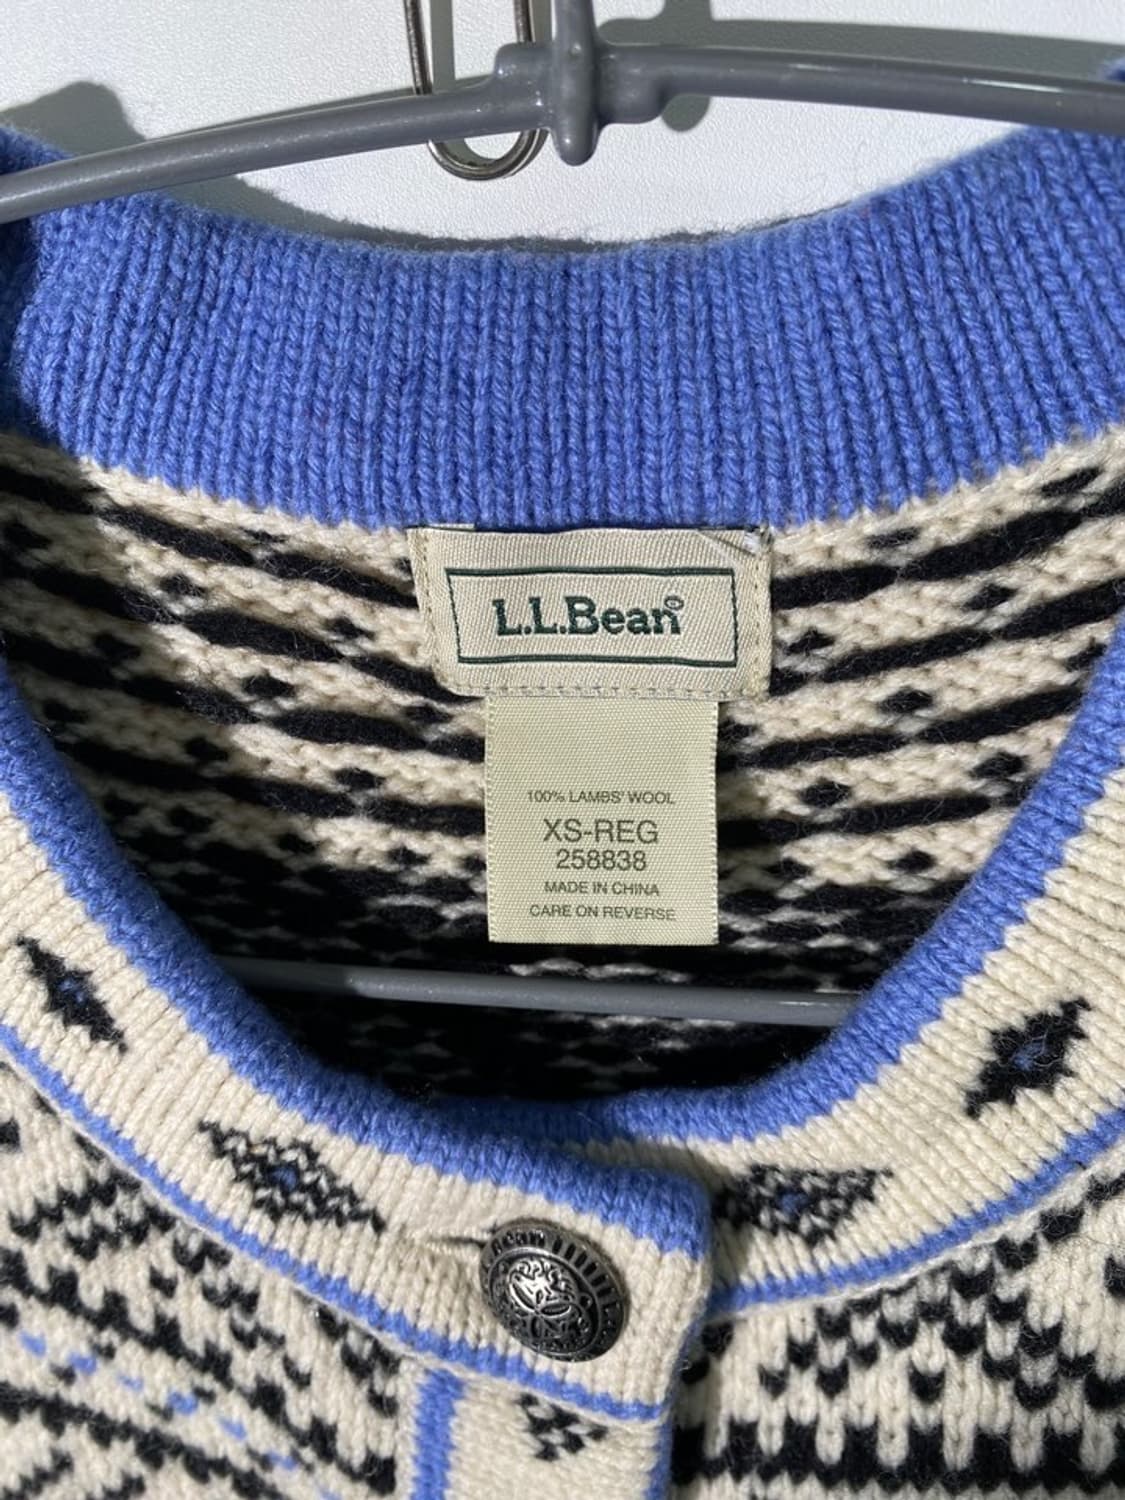 L.L.Bean®
100% LAMBS' WOOL
XS-REG
258838
MADE IN CHINA
CARE ON REVERSE